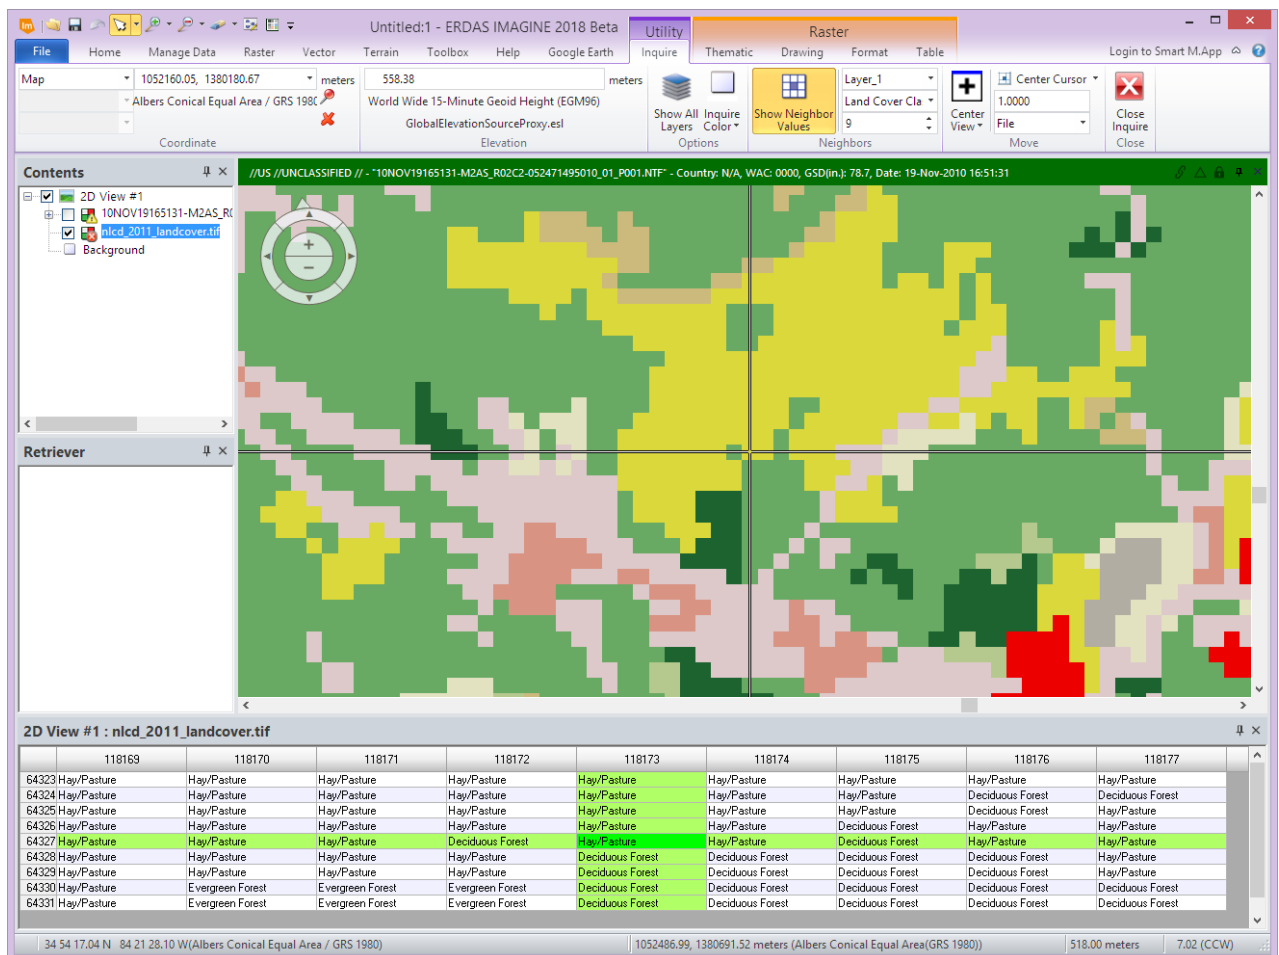 Untitled:1 - ERDAS IMAGINE 2018 Beta
Utility
Raster
File Home Manage Data Raster Vector Terrain Toolbox Help Google Earth Inquire Thematic Drawing Format Table Login to Smart M.App
Map 1052160.05, 1380180.67 meters 558.38 meters
Albers Conical Equal Area / GRS 198( World Wide 15-Minute Geoid Height (EGM96)
GlobalElevationSourceProxy.esl
Show All Layers Inquire Color Show Neighbor Values
Layer_1
Land Cover Cla
9
Center View Center Cursor
1.0000
File
Close Inquire
Coordinate Elevation Options Neighbors Move Close
Contents
2D View #1
10NOV19165131-M2AS_R(
nlcd_2011_landcover.tif
Background
Retriever
//US //UNCLASSIFIED // - "10NOV19165131-M2AS_R02C2-052471495010_01_P001.NTF" - Country: N/A, WAC: 0000, GSD(in.): 78.7, Date: 19-Nov-2010 16:51:31
2D View #1 : nlcd_2011_landcover.tif
118169 118170 118171 118172 118173 118174 118175 118176 118177
64323 Hay/Pasture Hay/Pasture Hay/Pasture Hay/Pasture Hay/Pasture Hay/Pasture Hay/Pasture Hay/Pasture Hay/Pasture
64324 Hay/Pasture Hay/Pasture Hay/Pasture Hay/Pasture Hay/Pasture Hay/Pasture Hay/Pasture Deciduous Forest Deciduous Forest
64325 Hay/Pasture Hay/Pasture Hay/Pasture Hay/Pasture Hay/Pasture Hay/Pasture Hay/Pasture Deciduous Forest Hay/Pasture
64326 Hay/Pasture Hay/Pasture Hay/Pasture Hay/Pasture Hay/Pasture Hay/Pasture Deciduous Forest Hay/Pasture Hay/Pasture
64327 Hay/Pasture Hay/Pasture Hay/Pasture Deciduous Forest Hay/Pasture Hay/Pasture Deciduous Forest Hay/Pasture Hay/Pasture
64328 Hay/Pasture Hay/Pasture Hay/Pasture Hay/Pasture Deciduous Forest Deciduous Forest Deciduous Forest Deciduous Forest Hay/Pasture
64329 Hay/Pasture Hay/Pasture Hay/Pasture Hay/Pasture Deciduous Forest Deciduous Forest Deciduous Forest Deciduous Forest Hay/Pasture
64330 Hay/Pasture Evergreen Forest Evergreen Forest Evergreen Forest Deciduous Forest Deciduous Forest Deciduous Forest Deciduous Forest Deciduous Forest
64331 Hay/Pasture Evergreen Forest Evergreen Forest Evergreen Forest Deciduous Forest Deciduous Forest Deciduous Forest Deciduous Forest Deciduous Forest
34 54 17.04 N 84 21 28.10 W(Albers Conical Equal Area / GRS 1980) 1052486.99, 1380691.52 meters (Albers Conical Equal Area(GRS 1980)) 518.00 meters 7.02 (CCW)